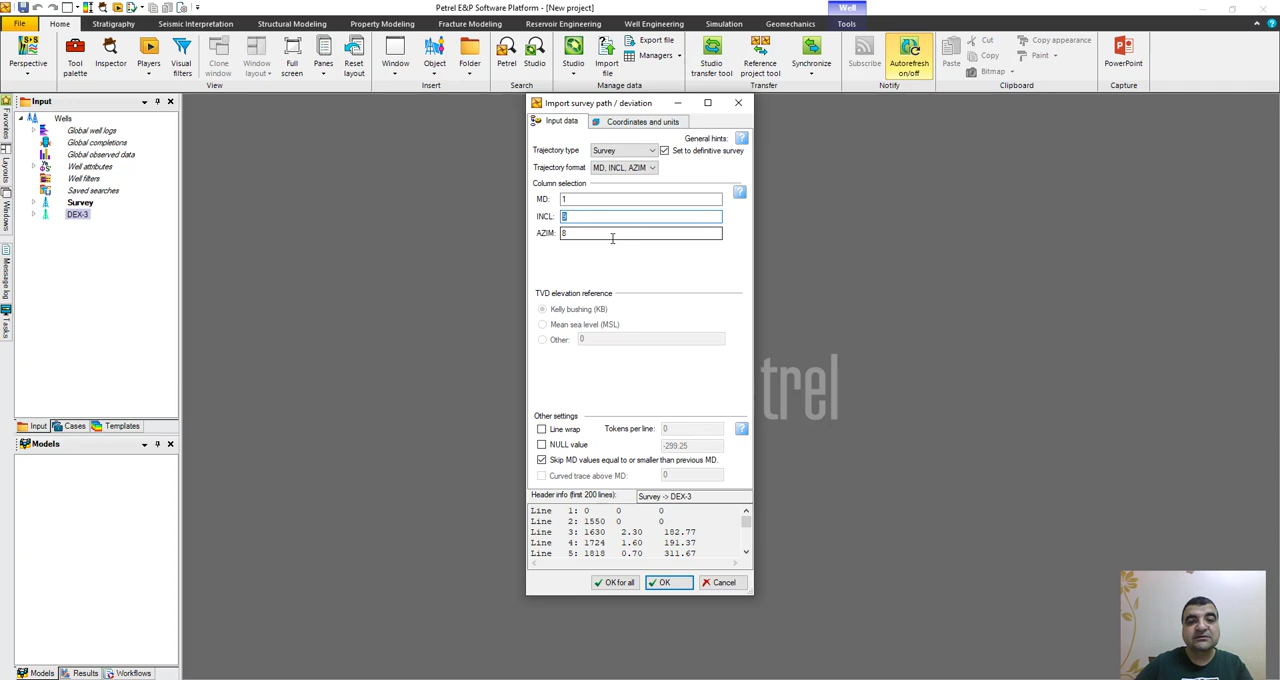 Petrel E&P Software Platform - [New project]
Well
File
Home
Stratigraphy
Seismic Interpretation
Structural Modeling
Property Modeling
Fracture Modeling
Reservoir Engineering
Well Engineering
Simulation
Geomechanics
Tools
Perspective
Tool palette
Inspector
Players
Visual filters
Clone window
Window layout
Full screen
Panes
Reset layout
Window
Object
Folder
Petrel
Studio
Studio
Import file
Export file
Managers
Studio transfer tool
Reference project tool
Synchronize
Subscribe
Autorefresh on/off
Paste
Cut
Copy
Bitmap
Copy appearance
Paint
PowerPoint
View
Insert
Search
Manage data
Transfer
Notify
Clipboard
Capture
Favorites
Layouts
Windows
Message log
Tasks
Input
Wells
Global well logs
Global completions
Global observed data
Well attributes
Well filters
Saved searches
Survey
DEX-3
Input
Cases
Templates
Models
Models
Results
Workflows
Import survey path / deviation
Input data
Coordinates and units
General hints:
Trajectory type
Survey
Set to definitive survey
Trajectory format
MD, INCL, AZIM
Column selection
MD: 1
INCL:
AZIM: 8
TVD elevation reference
Kelly bushing (KB)
Mean sea level (MSL)
Other: 0
Other settings
Line wrap
Tokens per line: 0
NULL value
-299.25
Skip MD values equal to or smaller than previous MD.
Curved trace above MD: 0
Header info (first 200 lines):
Survey -> DEX-3
Line 1: 0 0 0
Line 2: 1550 0 0
Line 3: 1630 2.30 182.77
Line 4: 1724 1.60 191.37
Line 5: 1818 0.70 311.67
OK for all
OK
Cancel
trel